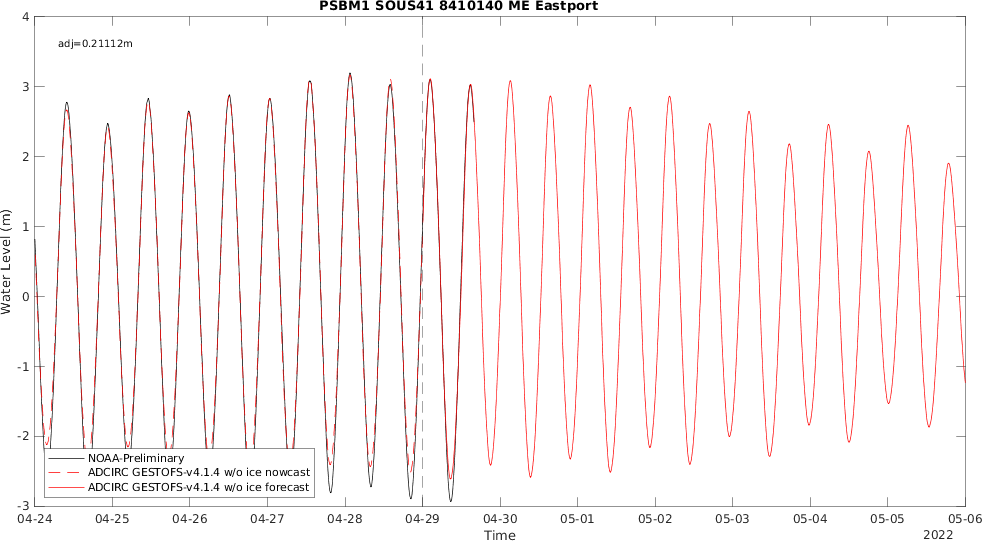 PSBM1 SOUS41 8410140 ME Eastport
adj=0.21112m
4
3
2
1
0
-1
-2
-3
Water Level (m)
NOAA-Preliminary
ADCIRC GESTOFS-v4.1.4 w/o ice nowcast
ADCIRC GESTOFS-v4.1.4 w/o ice forecast
04-24 04-25 04-26 04-27 04-28 04-29 04-30 05-01 05-02 05-03 05-04 05-05 05-06
Time
2022